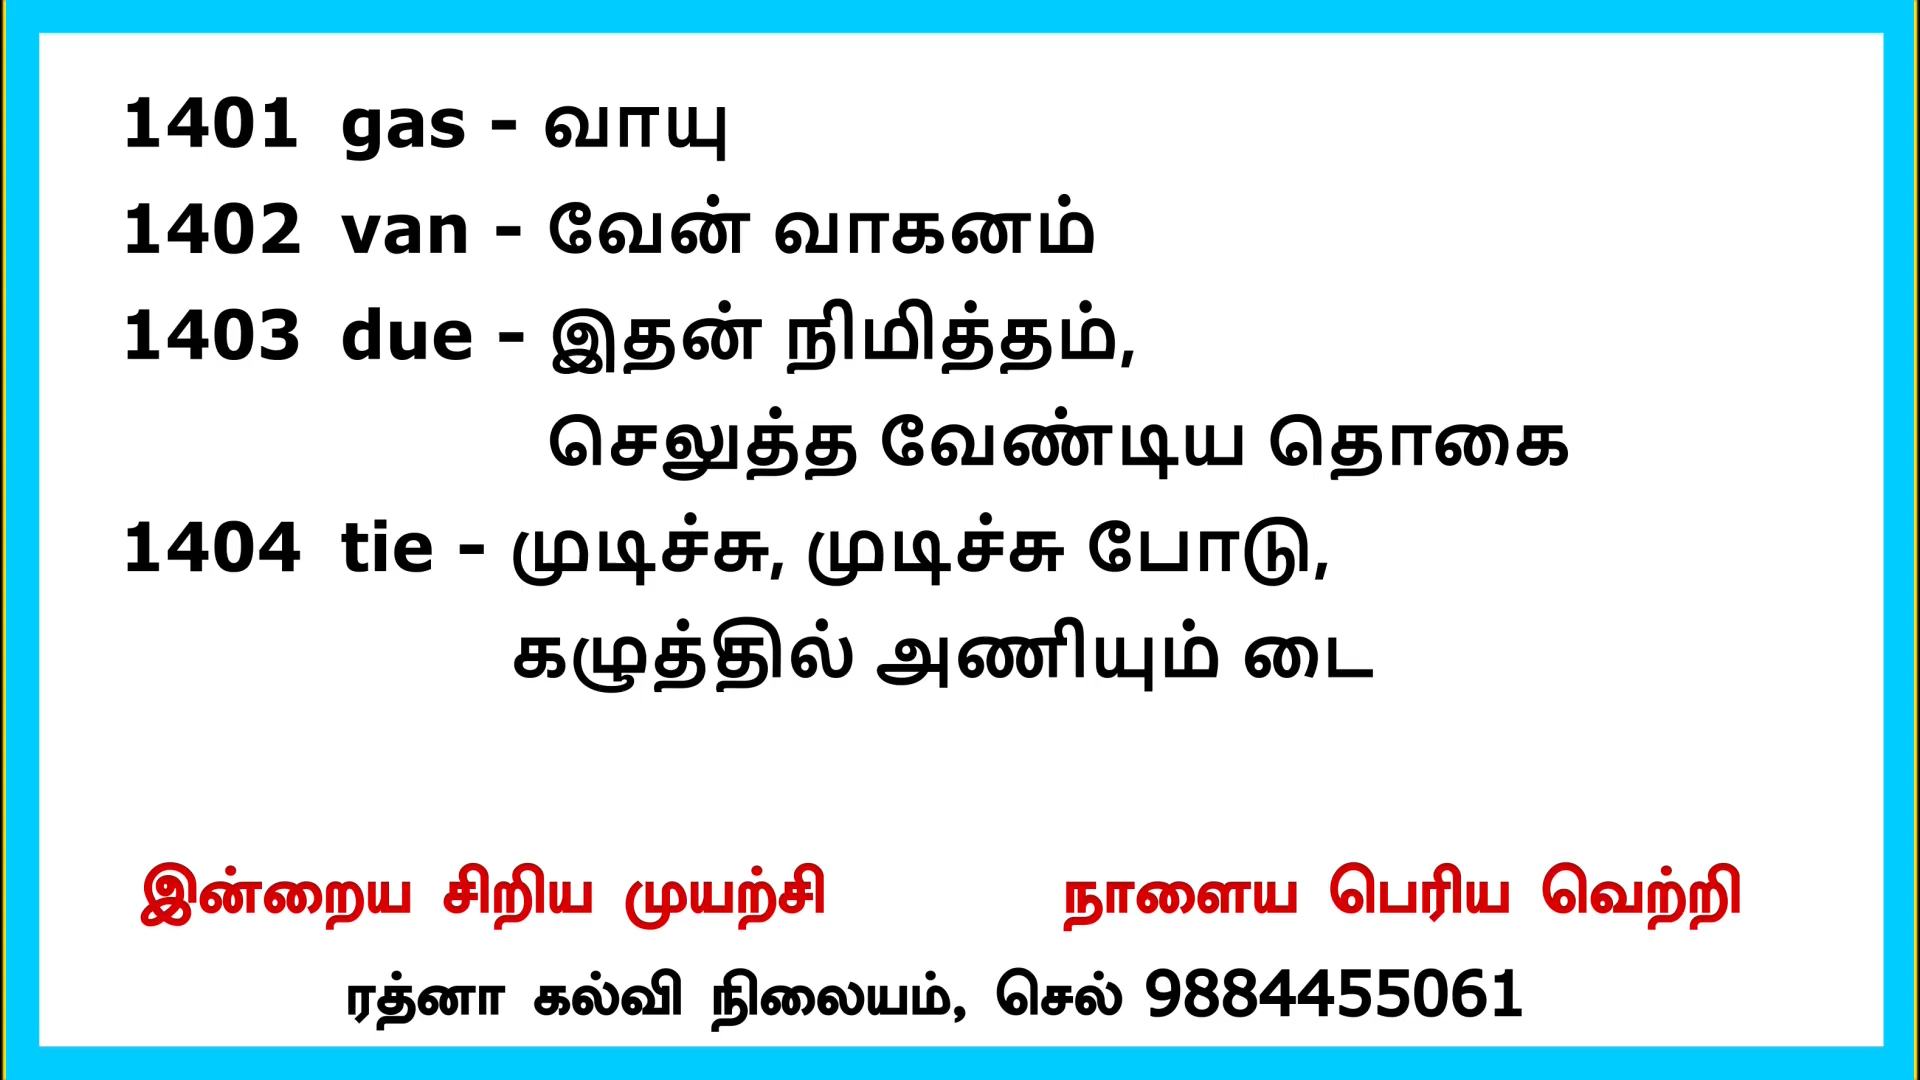 1401 gas - வாயு
1402 van - வேன் வாகனம்
1403 due - இதன் நிமித்தம்,
செலுத்த வேண்டிய தொகை
1404 tie - முடிச்சு, முடிச்சு போடு,
கழுத்தில் அணியும் டை
இன்றைய சிறிய முயற்சி நாளைய பெரிய வெற்றி
ரத்னா கல்வி நிலையம், செல் 9884455061